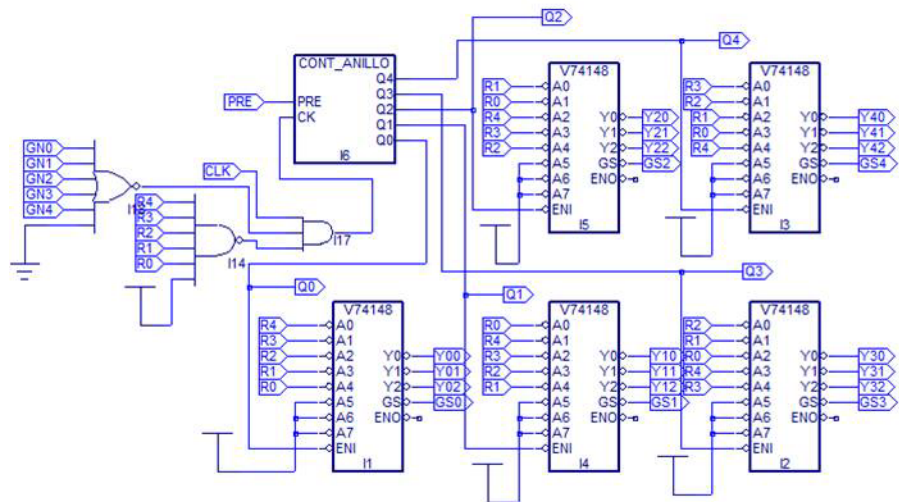 Q2
Q4
CONT_ANILLO
PRE
CK
Q4
Q3
Q2
Q1
Q0
I6
PRE
V74148
R1
R0
R4
R3
R2
A0
A1
A2
A3
A4
A5
A6
A7
ENI
Y0
Y1
Y2
GS
ENO
Y20
Y21
Y22
GS2
I5
V74148
R3
R2
R1
R0
R4
A0
A1
A2
A3
A4
A5
A6
A7
ENI
Y0
Y1
Y2
GS
ENO
Y40
Y41
Y42
GS4
I3
GN0
GN1
GN2
GN3
GN4
CLK
R4
R3
R2
R1
R0
I14
I17
Q0
Q1
Q3
V74148
R4
R3
R2
R1
R0
A0
A1
A2
A3
A4
A5
A6
A7
ENI
Y0
Y1
Y2
GS
ENO
Y00
Y01
Y02
GS0
I1
V74148
R0
R4
R3
R2
R1
A0
A1
A2
A3
A4
A5
A6
A7
ENI
Y0
Y1
Y2
GS
ENO
Y10
Y11
Y12
GS1
I4
V74148
R2
R1
R0
R4
R3
A0
A1
A2
A3
A4
A5
A6
A7
ENI
Y0
Y1
Y2
GS
ENO
Y30
Y31
Y32
GS3
I2